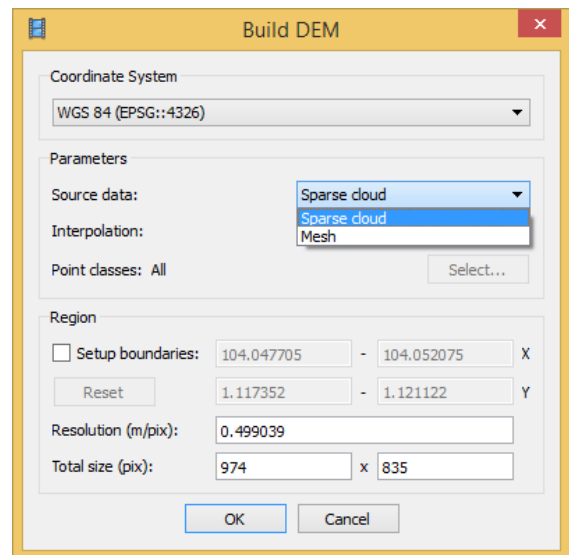 Build DEM
Coordinate System
WGS 84 (EPSG::4326)
Parameters
Source data: Sparse cloud
Sparse cloud
Interpolation:
Mesh
Point classes: All Select...
Region
Setup boundaries: 104.047705 - 104.052075 X
Reset 1.117352 - 1.121122 Y
Resolution (m/pix): 0.499039
Total size (pix): 974 x 835
OK Cancel